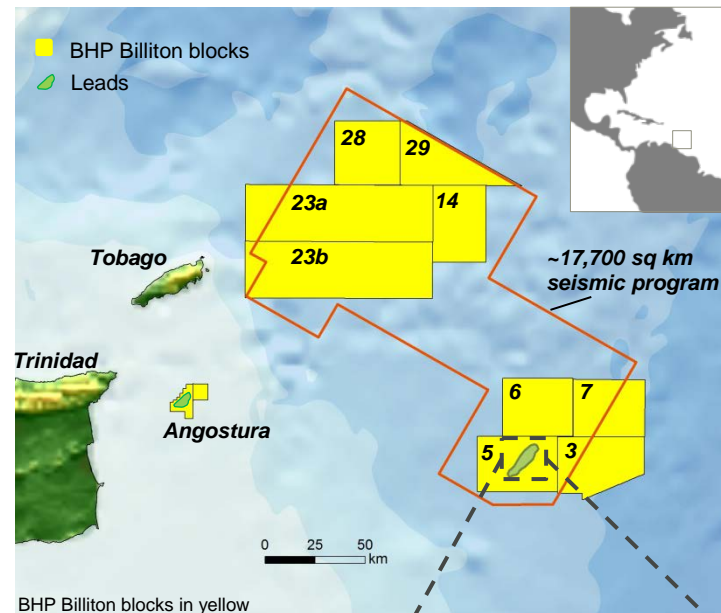 BHP Billiton blocks
Leads
28
29
23a
14
23b
Tobago
~17,700 sq km
seismic program
Trinidad
6
7
Angostura
5
3
0 25 50
km
BHP Billiton blocks in yellow